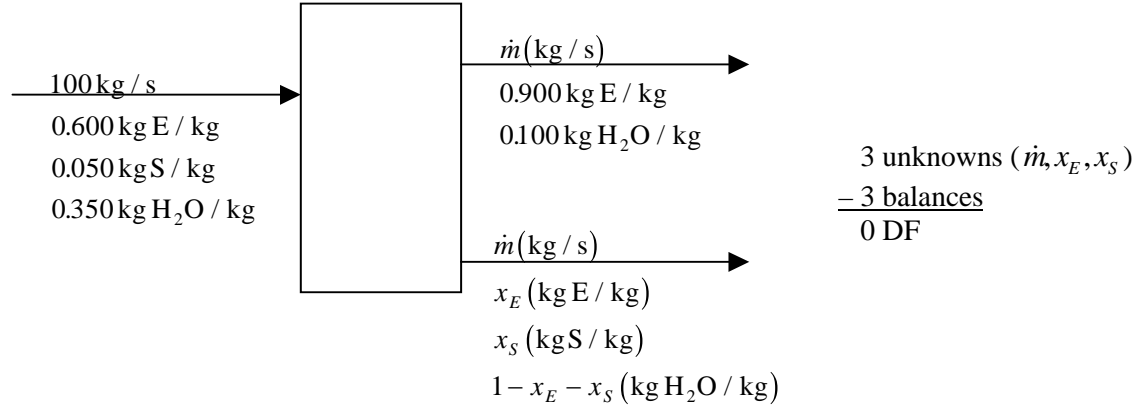 100 kg / s
0.600 kg E / kg
0.050 kg S / kg
0.350 kg H₂O / kg
ṁ(kg / s)
0.900 kg E / kg
0.100 kg H₂O / kg
ṁ(kg / s)
x_E (kg E / kg)
x_S (kg S / kg)
1 − x_E − x_S (kg H₂O / kg)
3 unknowns (ṁ, x_E, x_S)
– 3 balances
0 DF